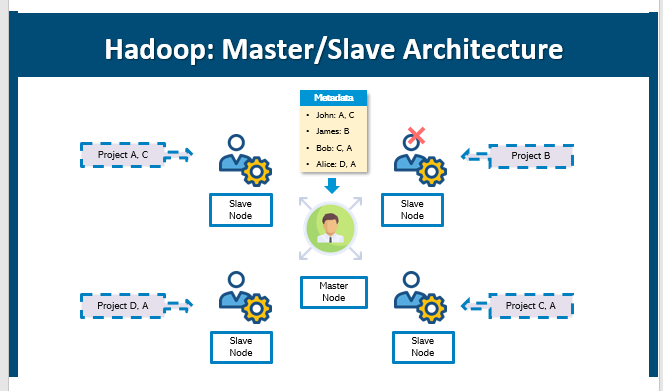 Hadoop: Master/Slave Architecture
Metadata
• John: A, C
• James: B
• Bob: C, A
• Alice: D, A
Project A, C
Slave
Node
Slave
Node
Project B
Master
Node
Project D, A
Slave
Node
Slave
Node
Project C, A